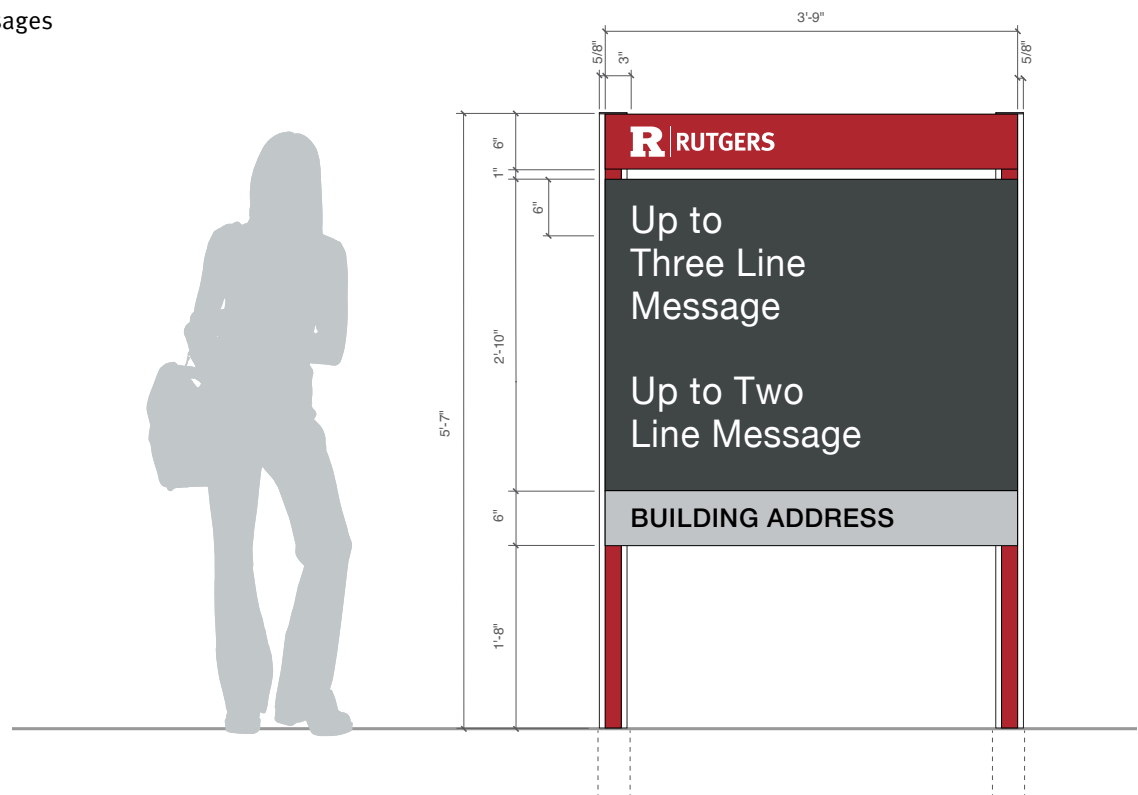 sages
3'-9"
5/8"
3"
5/8"
6"
1"
6"
2'-10"
5'-7"
6"
1'-8"
R RUTGERS
Up to
Three Line
Message
Up to Two
Line Message
BUILDING ADDRESS